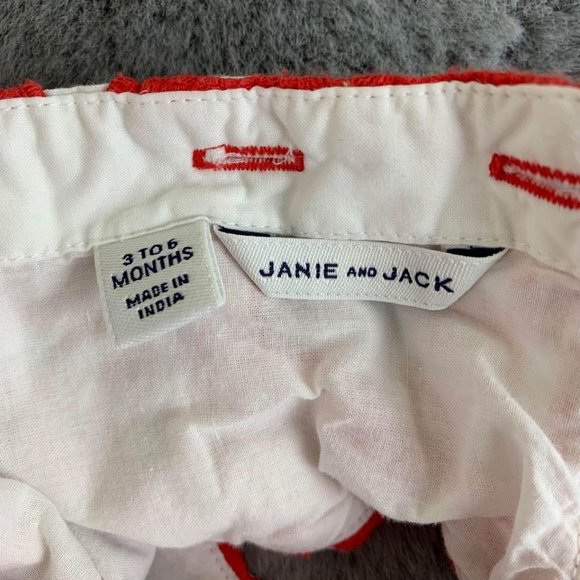 3 TO 6
MONTHS
MADE IN
INDIA
JANIE AND JACK